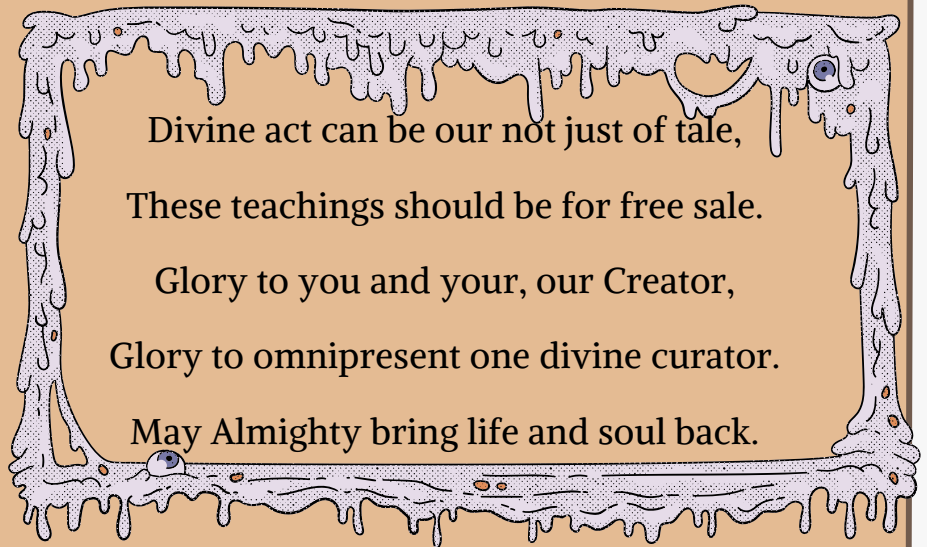 Divine act can be our not just of tale,
These teachings should be for free sale.
Glory to you and your, our Creator,
Glory to omnipresent one divine curator.
May Almighty bring life and soul back.